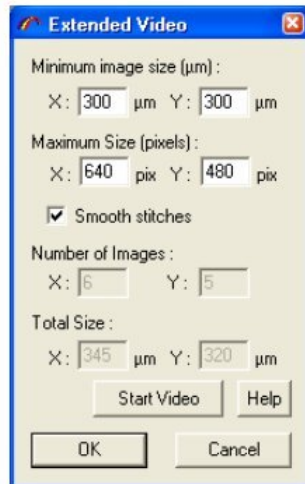 Extended Video
Minimum image size (µm) :
X : 300 µm Y : 300 µm
Maximum Size (pixels) :
X : 640 pix Y : 480 pix
Smooth stitches
Number of Images :
X : 6 Y : 5
Total Size :
X : 345 µm Y : 320 µm
Start Video Help
OK Cancel